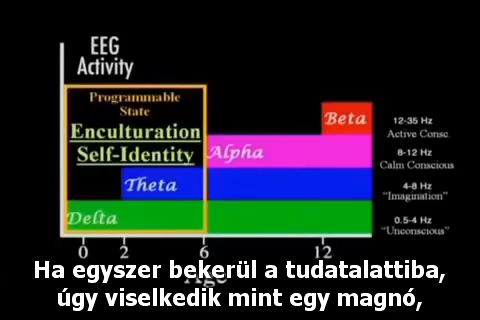 EEG
Activity
Programmable
State
Enculturation
Self-Identity
Beta
12-35 Hz
Active Consc.
Alpha
8-12 Hz
Calm Conscious
Theta
4-8 Hz
"Imagination"
Delta
0.5-4 Hz
"Unconscious"
0 2 6 12
Age
Ha egyszer bekerül a tudatalattiba,
úgy viselkedik mint egy magnó,